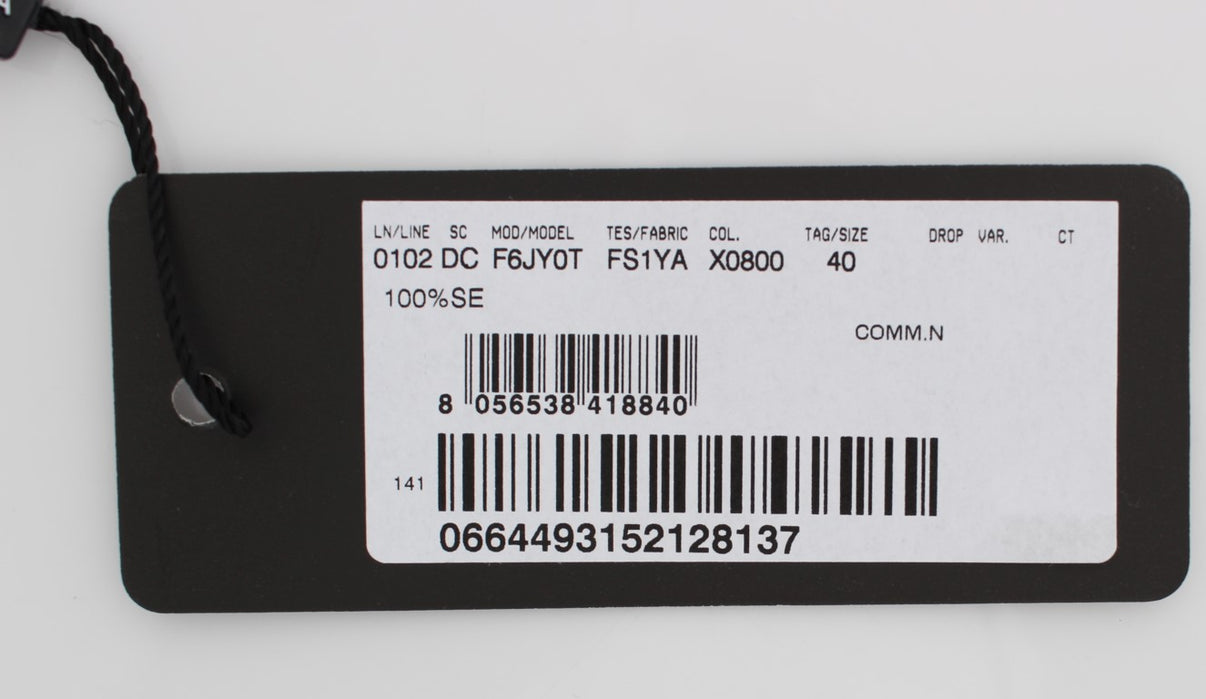 LN/LINE SC MOD/MODEL TES/FABRIC COL. TAG/SIZE DROP VAR. CT
0102 DC F6JY0T FS1YA X0800 40
100%SE
COMM.N
8 056538 418840
141
0664493152128137